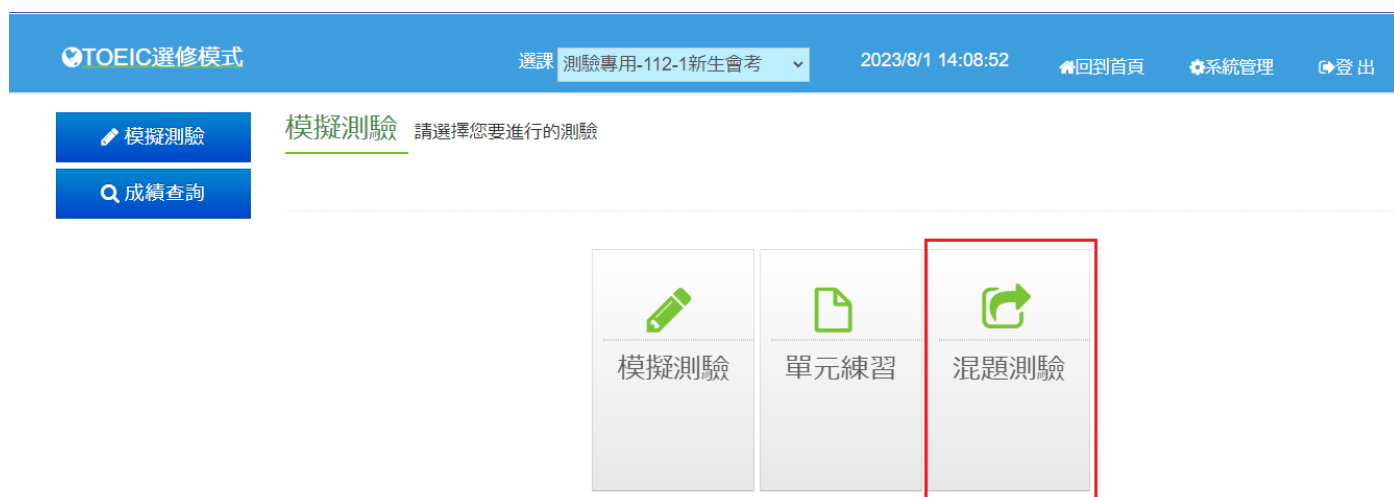 TOEIC選修模式
選課 測驗專用-112-1新生會考 2023/8/1 14:08:52 回到首頁 系統管理 登出
模擬測驗
成績查詢
模擬測驗 請選擇您要進行的測驗
模擬測驗
單元練習
混題測驗